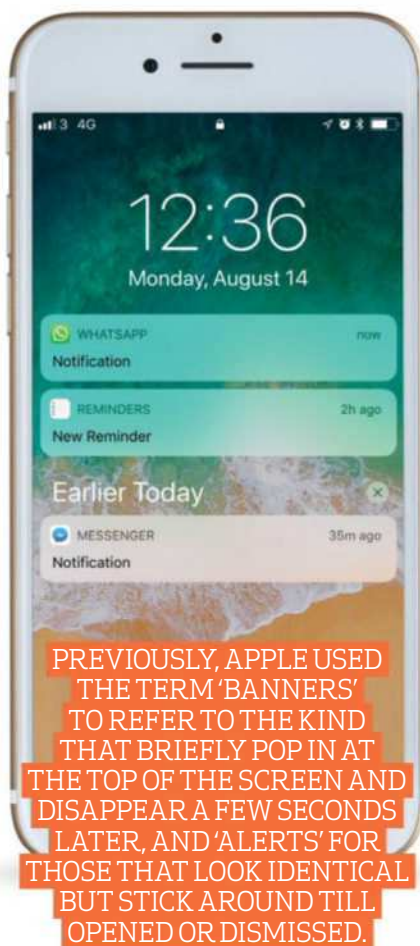 3 4G
12:36
Monday, August 14
WHATSAPP now
Notification
REMINDERS 2h ago
New Reminder
Earlier Today
MESSENGER 35m ago
Notification
PREVIOUSLY, APPLE USED
THE TERM ‘BANNERS’
TO REFER TO THE KIND
THAT BRIEFLY POP IN AT
THE TOP OF THE SCREEN AND
DISAPPEAR A FEW SECONDS
LATER, AND ‘ALERTS’ FOR
THOSE THAT LOOK IDENTICAL
BUT STICK AROUND TILL
OPENED OR DISMISSED.